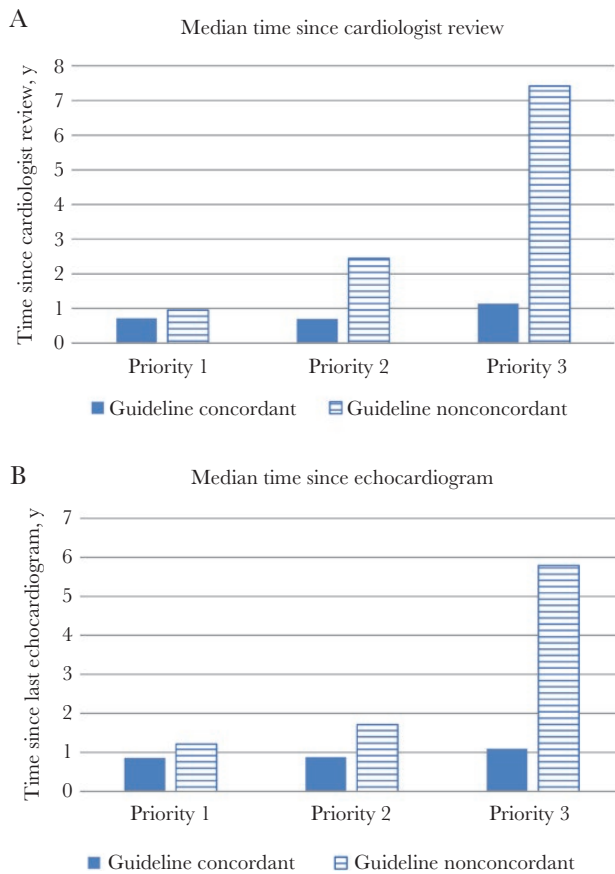 A
Median time since cardiologist review
Time since cardiologist review, y
8
7
6
5
4
3
2
1
0
Priority 1 Priority 2 Priority 3
Guideline concordant Guideline nonconcordant
B
Median time since echocardiogram
Time since last echocardiogram, y
7
6
5
4
3
2
1
0
Priority 1 Priority 2 Priority 3
Guideline concordant Guideline nonconcordant